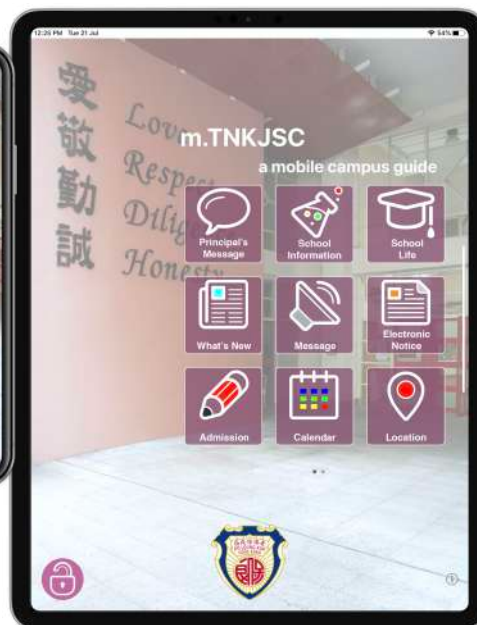 12:25 PM Tue 21 Jul
54%
愛敬勤誠
Love
Respect
Diligence
Honesty
m.TNKJSC
a mobile campus guide
Principal's
Message
School
Information
School
Life
What's New
Message
Electronic
Notice
Admission
Calendar
Location